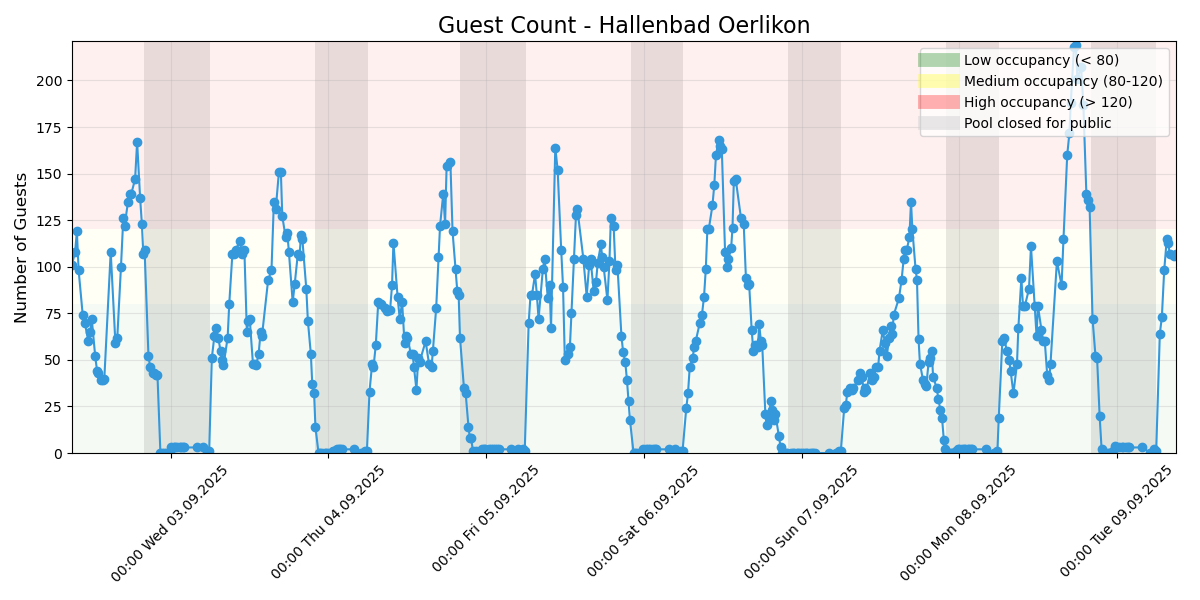 Guest Count - Hallenbad Oerlikon
Number of Guests
200
175
150
125
100
75
50
25
0
Low occupancy (< 80)
Medium occupancy (80-120)
High occupancy (> 120)
Pool closed for public
00:00 Wed 03.09.2025
00:00 Thu 04.09.2025
00:00 Fri 05.09.2025
00:00 Sat 06.09.2025
00:00 Sun 07.09.2025
00:00 Mon 08.09.2025
00:00 Tue 09.09.2025